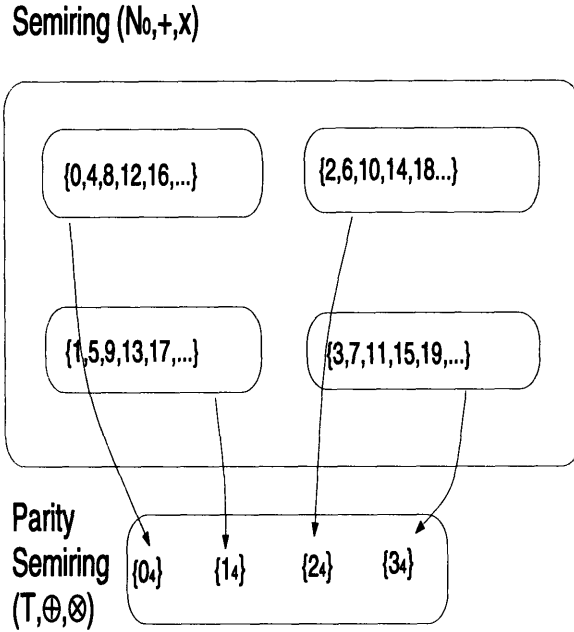 Semiring (N₀,+,x)
{0,4,8,12,16,...}
{2,6,10,14,18...}
{1,5,9,13,17,...}
{3,7,11,15,19,...}
Parity
Semiring
(T,⊕,⊗)
{0₄} {1₄} {2₄} {3₄}